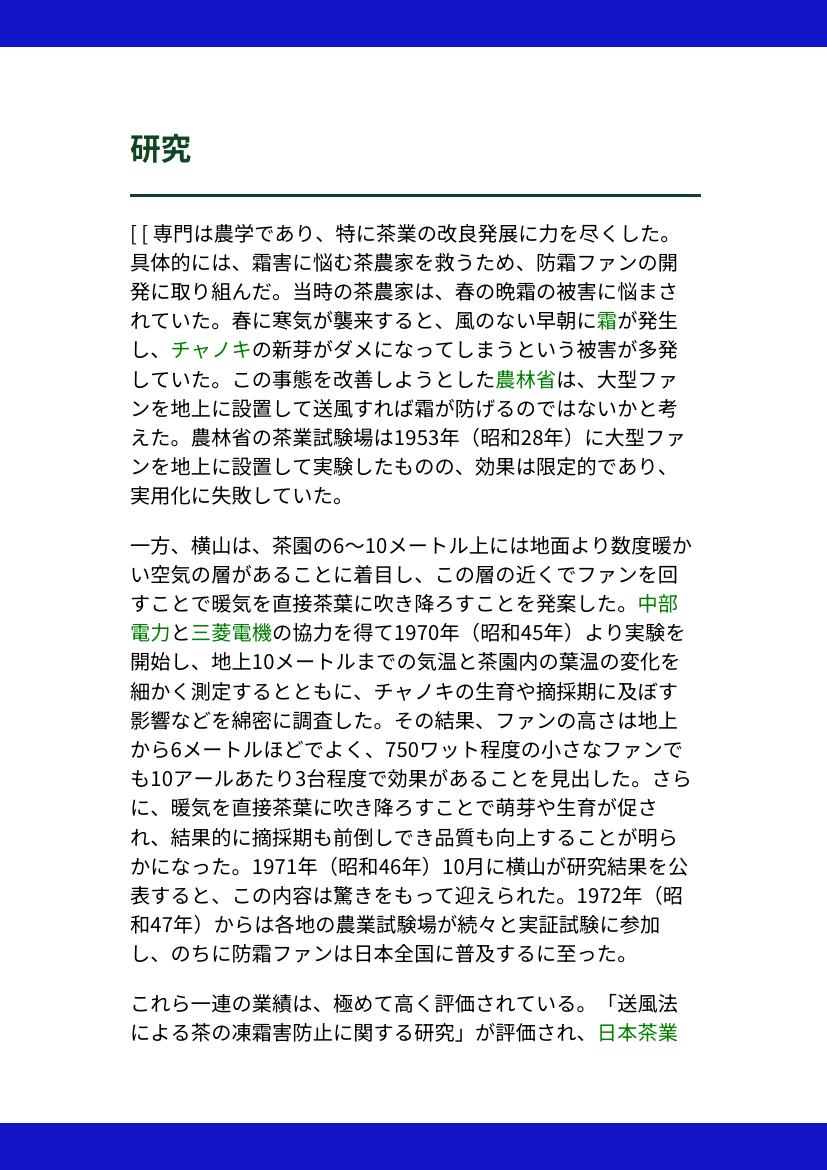 研究
[ [ 専門は農学であり、特に茶業の改良発展に力を尽くした。
具体的には、霜害に悩む茶農家を救うため、防霜ファンの開
発に取り組んだ。当時の茶農家は、春の晩霜の被害に悩まさ
れていた。春に寒気が襲来すると、風のない早朝に霜が発生
し、チャノキの新芽がダメになってしまうという被害が多発
していた。この事態を改善しようとした農林省は、大型ファ
ンを地上に設置して送風すれば霜が防げるのではないかと考
えた。農林省の茶業試験場は1953年（昭和28年）に大型ファ
ンを地上に設置して実験したものの、効果は限定的であり、
実用化に失敗していた。
一方、横山は、茶園の6〜10メートル上には地面より数度暖か
い空気の層があることに着目し、この層の近くでファンを回
すことで暖気を直接茶葉に吹き降ろすことを発案した。中部
電力と三菱電機の協力を得て1970年（昭和45年）より実験を
開始し、地上10メートルまでの気温と茶園内の葉温の変化を
細かく測定するとともに、チャノキの生育や摘採期に及ぼす
影響などを綿密に調査した。その結果、ファンの高さは地上
から6メートルほどでよく、750ワット程度の小さなファンで
も10アールあたり3台程度で効果があることを見出した。さら
に、暖気を直接茶葉に吹き降ろすことで萌芽や生育が促さ
れ、結果的に摘採期も前倒しでき品質も向上することが明ら
かになった。1971年（昭和46年）10月に横山が研究結果を公
表すると、この内容は驚きをもって迎えられた。1972年（昭
和47年）からは各地の農業試験場が続々と実証試験に参加
し、のちに防霜ファンは日本全国に普及するに至った。
これら一連の業績は、極めて高く評価されている。「送風法
による茶の凍霜害防止に関する研究」が評価され、日本茶業